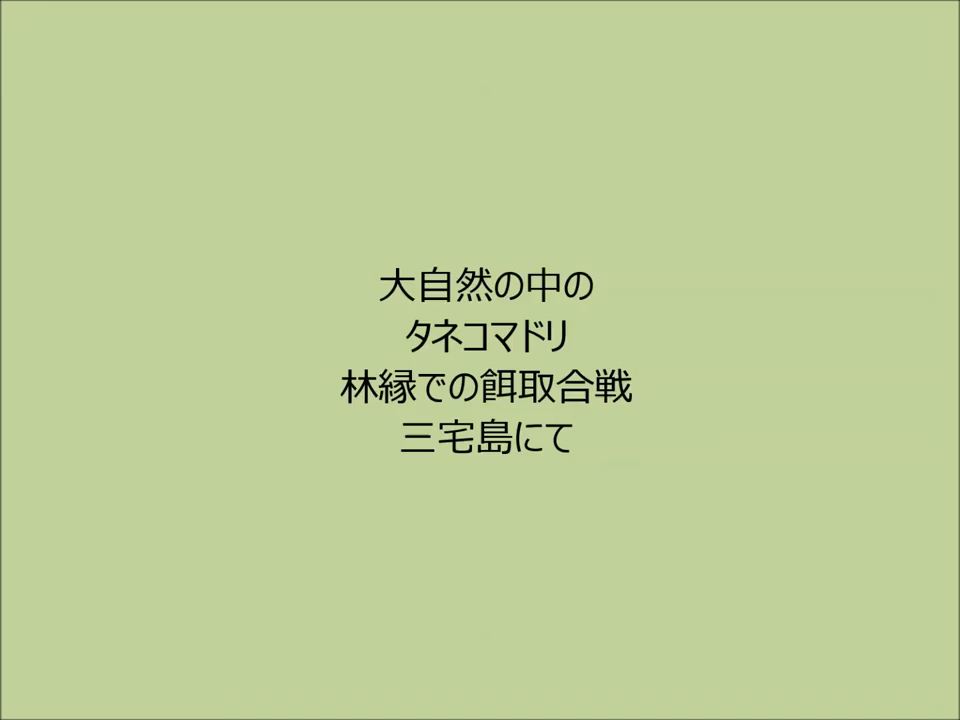 大自然の中の
タネコマドリ
林縁での餌取合戦
三宅島にて